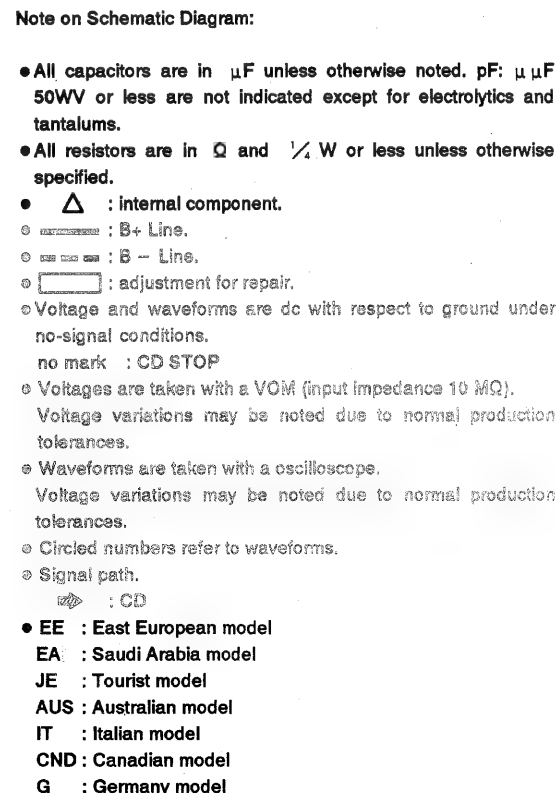 Note on Schematic Diagram:
● All capacitors are in µF unless otherwise noted. pF: µ µF
50WV or less are not indicated except for electrolytics and
tantalums.
● All resistors are in Ω and 1/4 W or less unless otherwise
specified.
● △ : internal component.
● : B+ Line.
● : B – Line.
● : adjustment for repair.
● Voltage and waveforms are dc with respect to ground under
no-signal conditions.
no mark : CD STOP
● Voltages are taken with a VOM (input impedance 10 MΩ).
Voltage variations may be noted due to normal production
tolerances.
● Waveforms are taken with a oscilloscope.
Voltage variations may be noted due to normal production
tolerances.
● Circled numbers refer to waveforms.
● Signal path.
: CD
● EE : East European model
EA : Saudi Arabia model
JE : Tourist model
AUS : Australian model
IT : Italian model
CND : Canadian model
G : Germany model